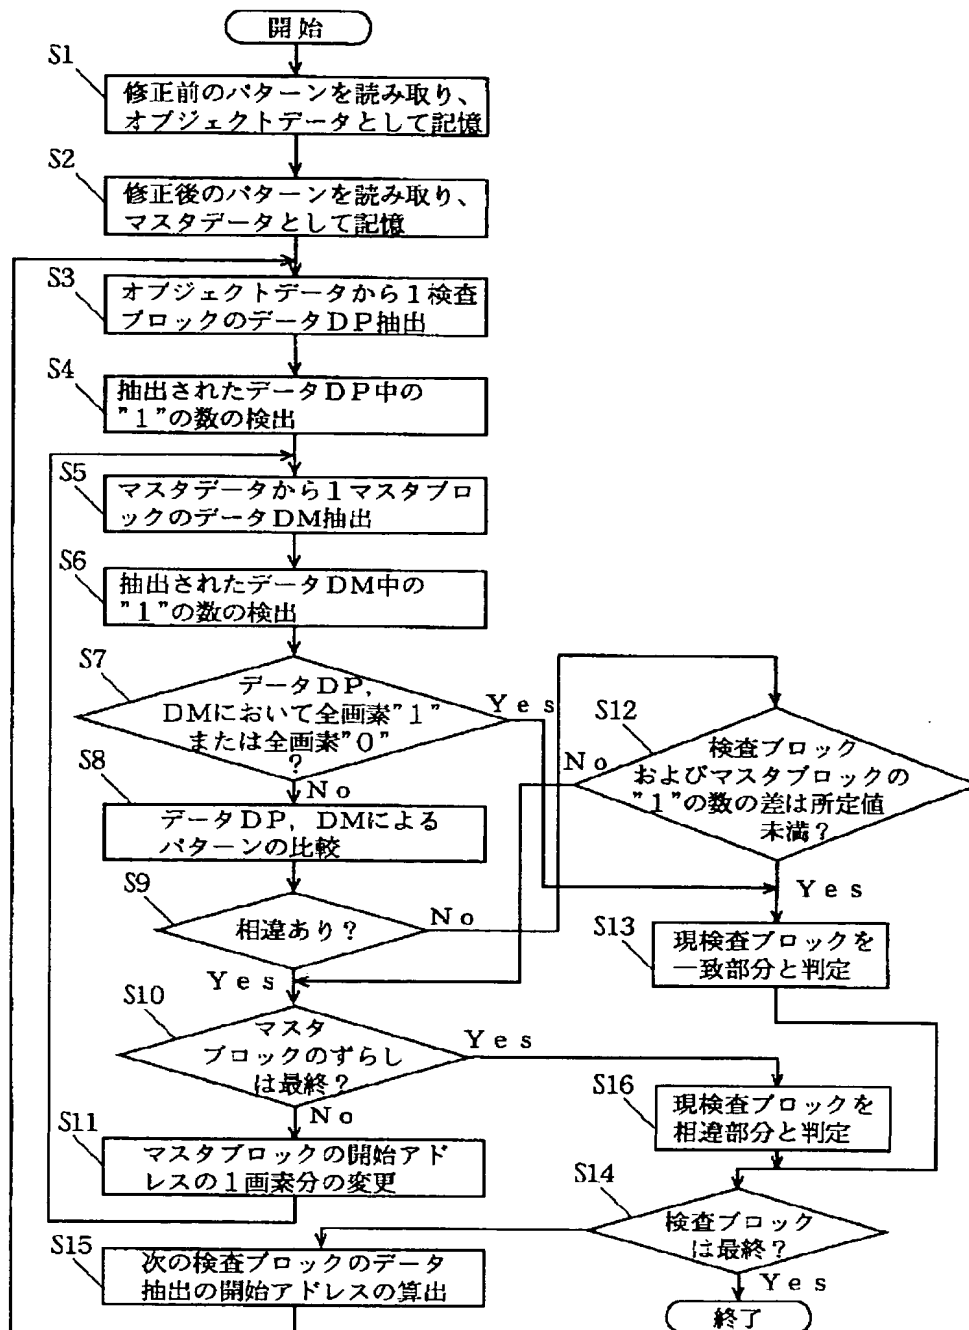 開始
S1
修正前のパターンを読み取り、
オブジェクトデータとして記憶
S2
修正後のパターンを読み取り、
マスタデータとして記憶
S3
オブジェクトデータから1検査
ブロックのデータDP抽出
S4
抽出されたデータDP中の
”1”の数の検出
S5
マスタデータから1マスタブロ
ックのデータDM抽出
S6
抽出されたデータDM中の
”1”の数の検出
S7
データDP,
DMにおいて全画素”1”
または全画素”0”
?
Yes
No
S8
データDP, DMによる
パターンの比較
S9
相違あり?
No
Yes
S12
検査ブロック
およびマスタブロックの
”1”の数の差は所定値
未満?
No
Yes
S13
現検査ブロックを
一致部分と判定
S10
マスタ
ブロックのずらし
は最終?
Yes
No
S16
現検査ブロックを
相違部分と判定
S11
マスタブロックの開始アド
レスの1画素分の変更
S14
検査ブロック
は最終?
Yes
S15
次の検査ブロックのデータ
抽出の開始アドレスの算出
終了